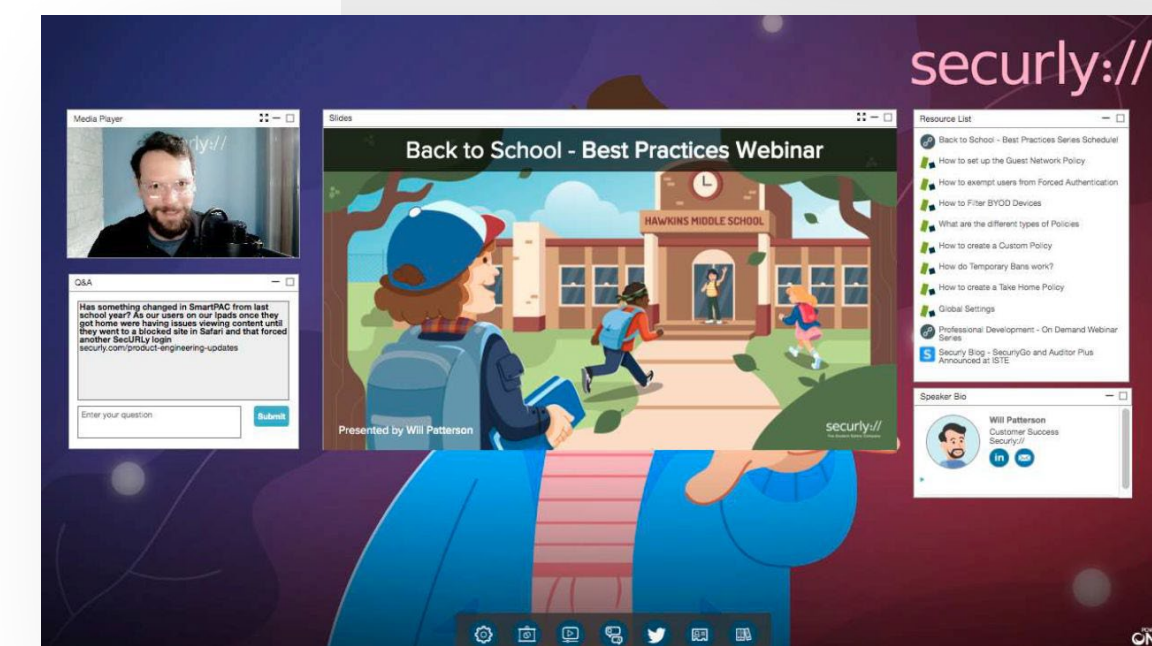 securly://
Media Player
rly://
Q&A
Has something changed in SmartPAC from last
school year? As our users on our Ipads once they
got home were having issues viewing content until
they went to a blocked site in Safari and that forced
another SecURLy login
securly.com/product-engineering-updates
Enter your question
Submit
Slides
Back to School - Best Practices Webinar
HAWKINS MIDDLE SCHOOL
Presented by Will Patterson
securly://
The Student Safety Company
Resource List
Back to School - Best Practices Series Schedule!
How to set up the Guest Network Policy
How to exempt users from Forced Authentication
How to Filter BYOD Devices
What are the different types of Policies
How to create a Custom Policy
How do Temporary Bans work?
How to create a Take Home Policy
Global Settings
Professional Development - On Demand Webinar
Series
S
Securly Blog - SecurlyGo and Auditor Plus
Announced at ISTE
Speaker Bio
Will Patterson
Customer Success
Securly://
in
ON